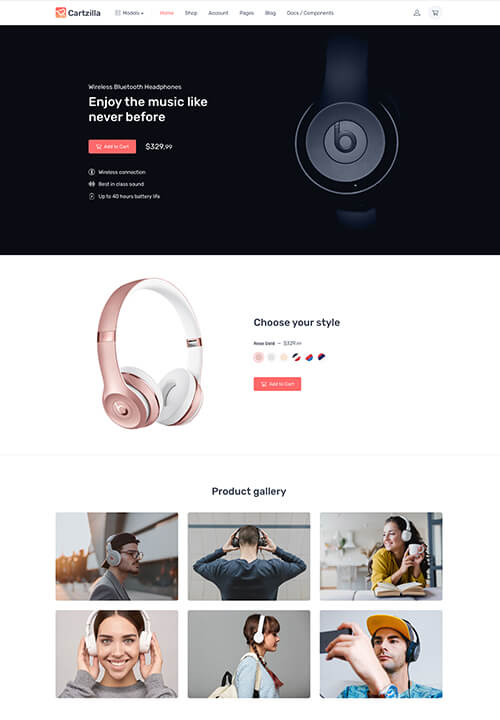 Cartzilla
Models
Home
Shop
Account
Pages
Blog
Docs / Components
Wireless Bluetooth Headphones
Enjoy the music like
never before
Add to Cart
$329.99
Wireless connection
Best in class sound
Up to 40 hours battery life
b
Choose your style
Rose Gold — $329.99
Add to Cart
b
Product gallery